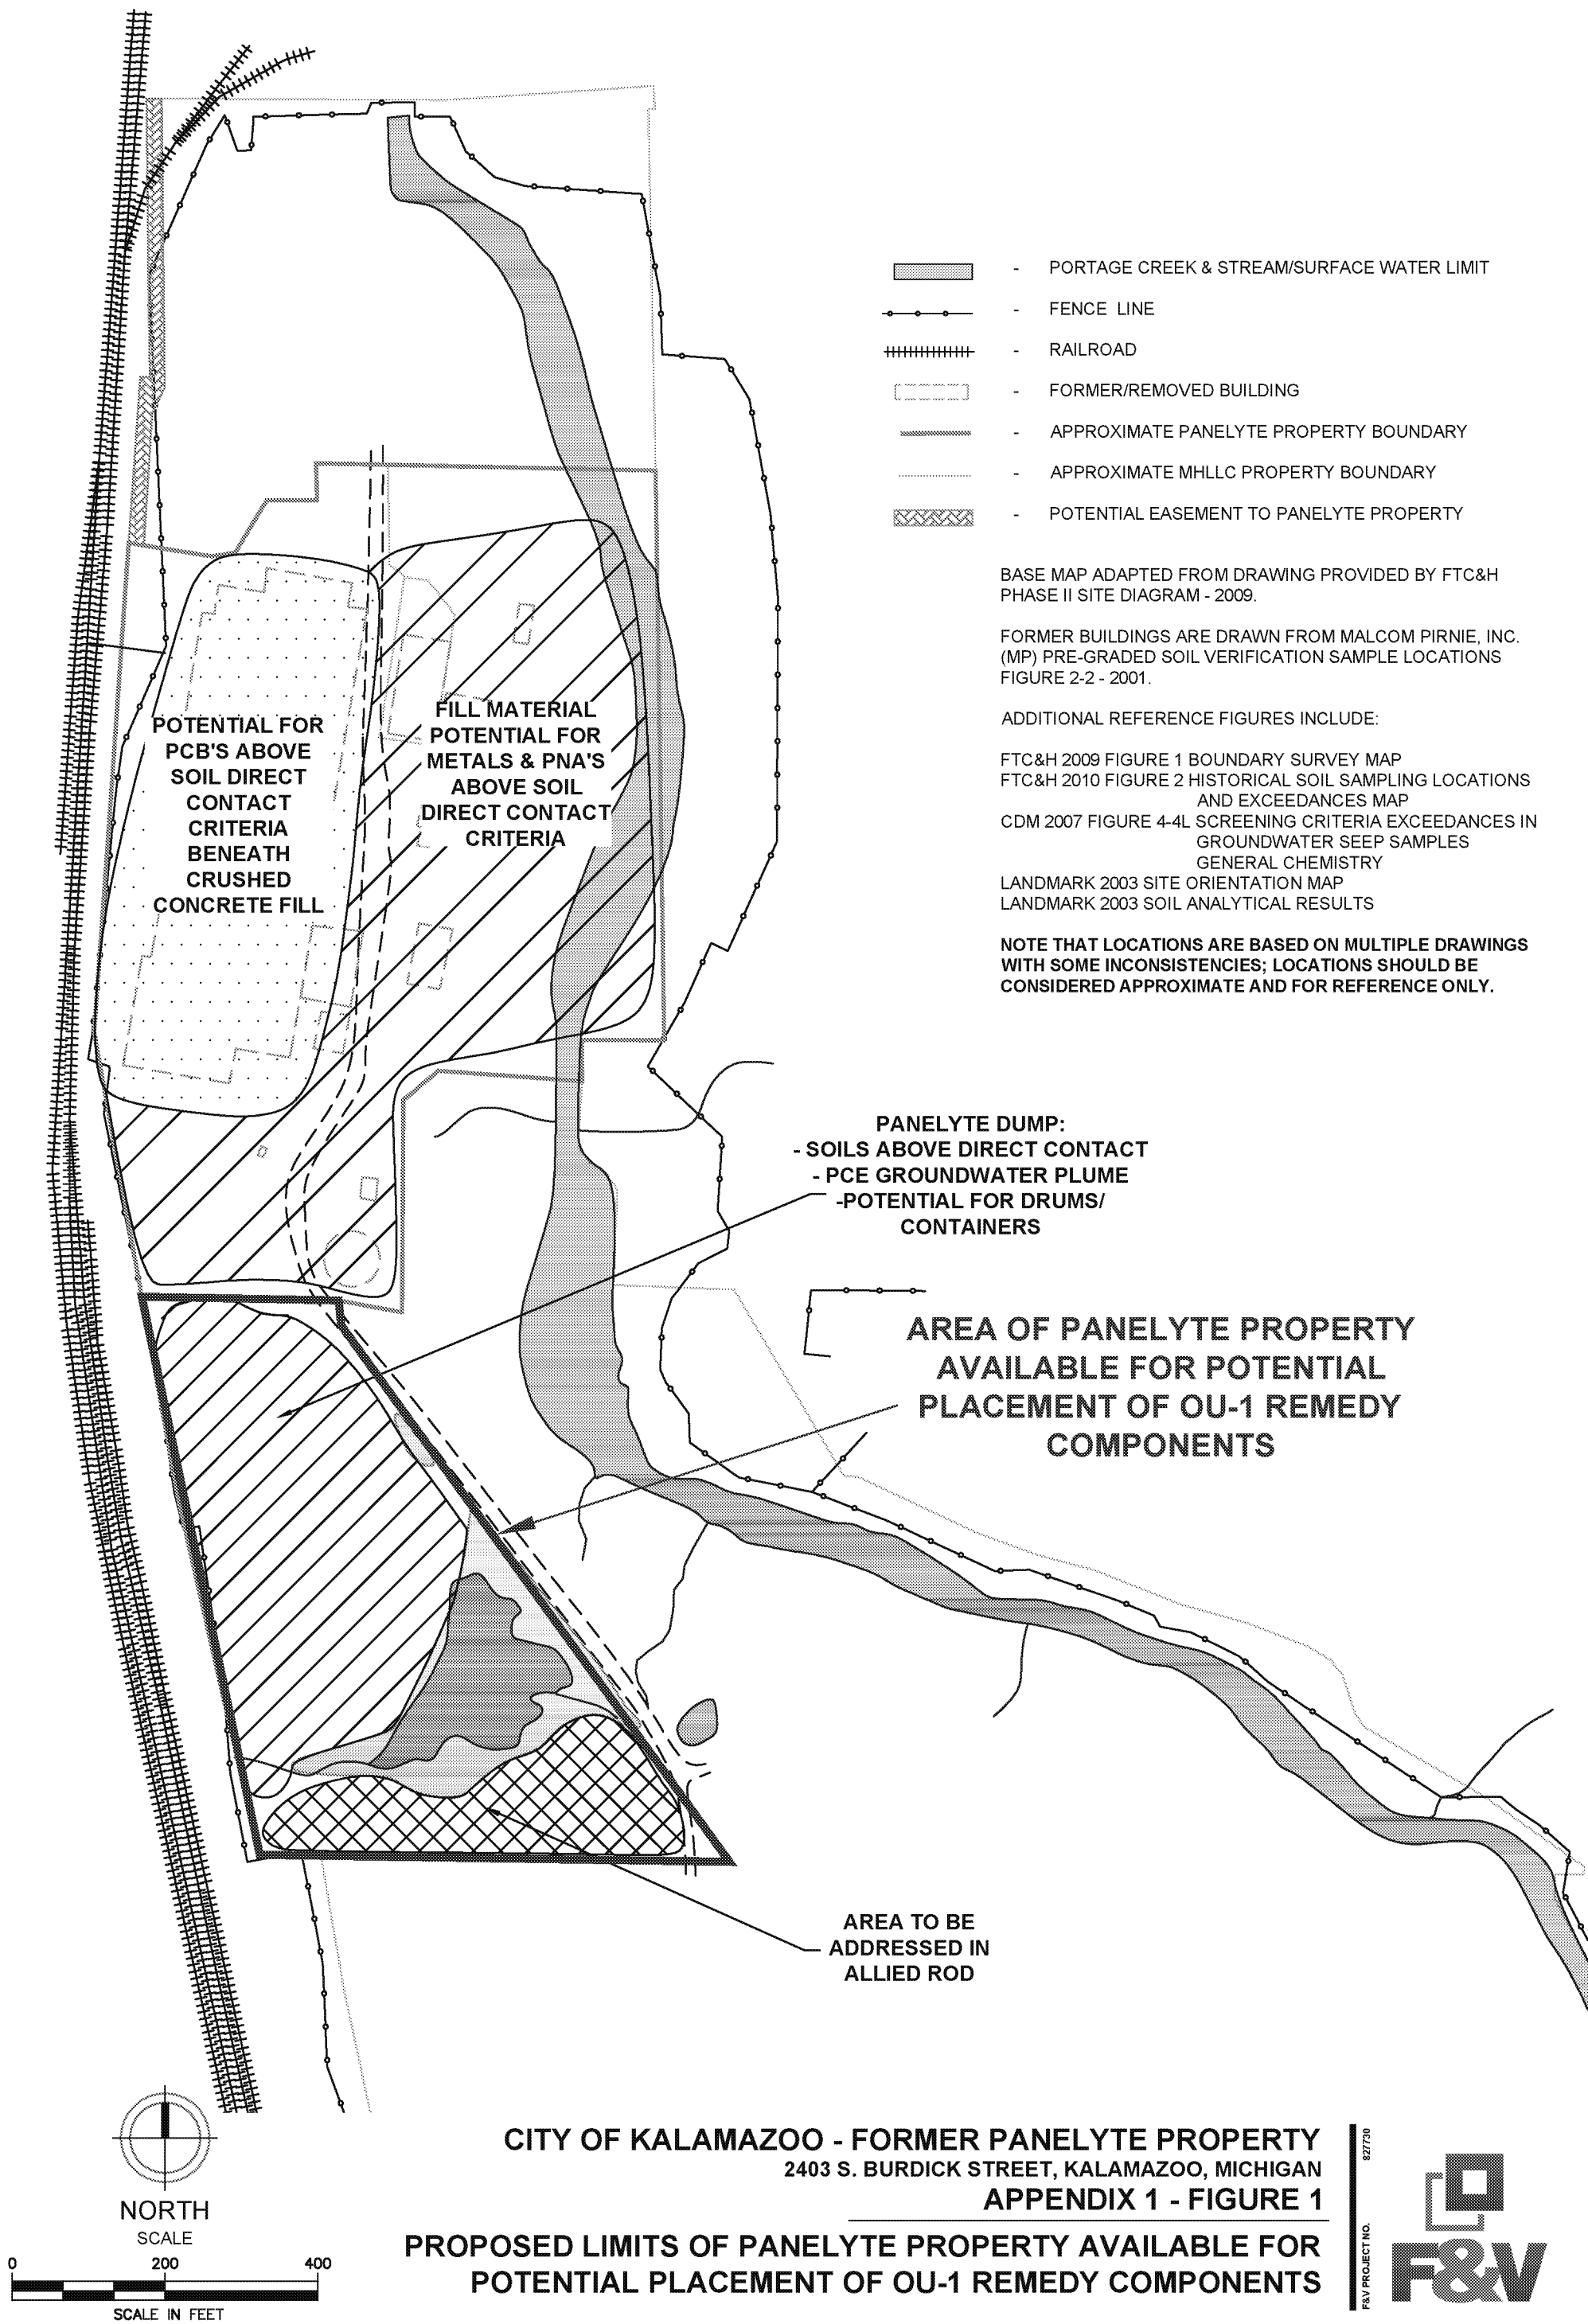 - PORTAGE CREEK & STREAM/SURFACE WATER LIMIT
- FENCE LINE
- RAILROAD
- FORMER/REMOVED BUILDING
- APPROXIMATE PANELYTE PROPERTY BOUNDARY
- APPROXIMATE MHLLC PROPERTY BOUNDARY
- POTENTIAL EASEMENT TO PANELYTE PROPERTY
BASE MAP ADAPTED FROM DRAWING PROVIDED BY FTC&H
PHASE II SITE DIAGRAM - 2009.
FORMER BUILDINGS ARE DRAWN FROM MALCOM PIRNIE, INC.
(MP) PRE-GRADED SOIL VERIFICATION SAMPLE LOCATIONS
FIGURE 2-2 - 2001.
ADDITIONAL REFERENCE FIGURES INCLUDE:
FTC&H 2009 FIGURE 1 BOUNDARY SURVEY MAP
FTC&H 2010 FIGURE 2 HISTORICAL SOIL SAMPLING LOCATIONS
AND EXCEEDANCES MAP
CDM 2007 FIGURE 4-4L SCREENING CRITERIA EXCEEDANCES IN
GROUNDWATER SEEP SAMPLES
GENERAL CHEMISTRY
LANDMARK 2003 SITE ORIENTATION MAP
LANDMARK 2003 SOIL ANALYTICAL RESULTS
NOTE THAT LOCATIONS ARE BASED ON MULTIPLE DRAWINGS
WITH SOME INCONSISTENCIES; LOCATIONS SHOULD BE
CONSIDERED APPROXIMATE AND FOR REFERENCE ONLY.
POTENTIAL FOR
PCB'S ABOVE
SOIL DIRECT
CONTACT
CRITERIA
BENEATH
CRUSHED
CONCRETE FILL
FILL MATERIAL
POTENTIAL FOR
METALS & PNA'S
ABOVE SOIL
DIRECT CONTACT
CRITERIA
PANELYTE DUMP:
- SOILS ABOVE DIRECT CONTACT
- PCE GROUNDWATER PLUME
-POTENTIAL FOR DRUMS/
CONTAINERS
AREA OF PANELYTE PROPERTY
AVAILABLE FOR POTENTIAL
PLACEMENT OF OU-1 REMEDY
COMPONENTS
AREA TO BE
ADDRESSED IN
ALLIED ROD
NORTH
SCALE
0 200 400
SCALE IN FEET
CITY OF KALAMAZOO - FORMER PANELYTE PROPERTY
2403 S. BURDICK STREET, KALAMAZOO, MICHIGAN
APPENDIX 1 - FIGURE 1
PROPOSED LIMITS OF PANELYTE PROPERTY AVAILABLE FOR
POTENTIAL PLACEMENT OF OU-1 REMEDY COMPONENTS
F&V PROJECT NO. 827730
F&V